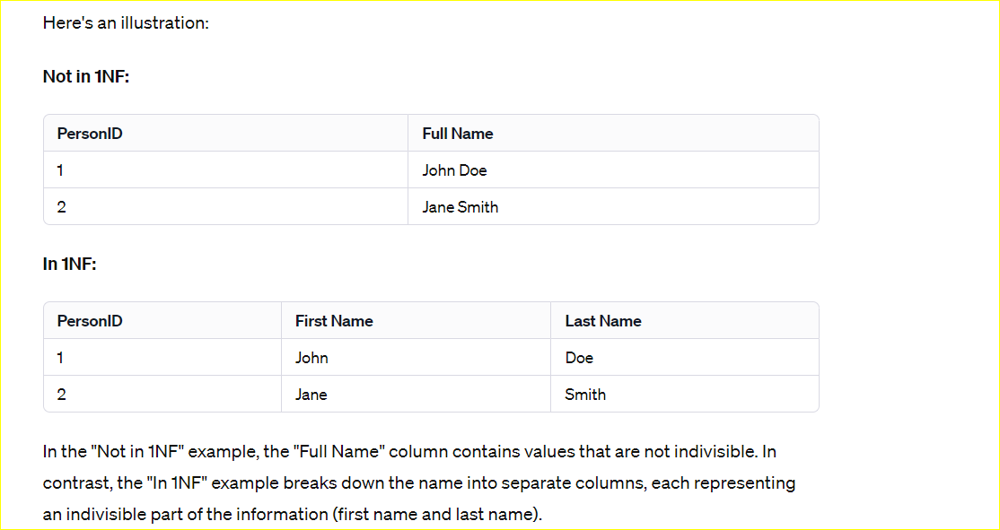 Here's an illustration:
Not in 1NF:
PersonID Full Name
1 John Doe
2 Jane Smith
In 1NF:
PersonID First Name Last Name
1 John Doe
2 Jane Smith
In the "Not in 1NF" example, the "Full Name" column contains values that are not indivisible. In
contrast, the "In 1NF" example breaks down the name into separate columns, each representing
an indivisible part of the information (first name and last name).